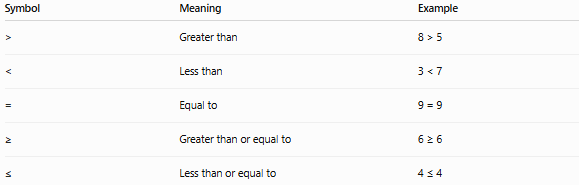 Symbol Meaning Example
> Greater than 8 > 5
< Less than 3 < 7
= Equal to 9 = 9
≥ Greater than or equal to 6 ≥ 6
≤ Less than or equal to 4 ≤ 4